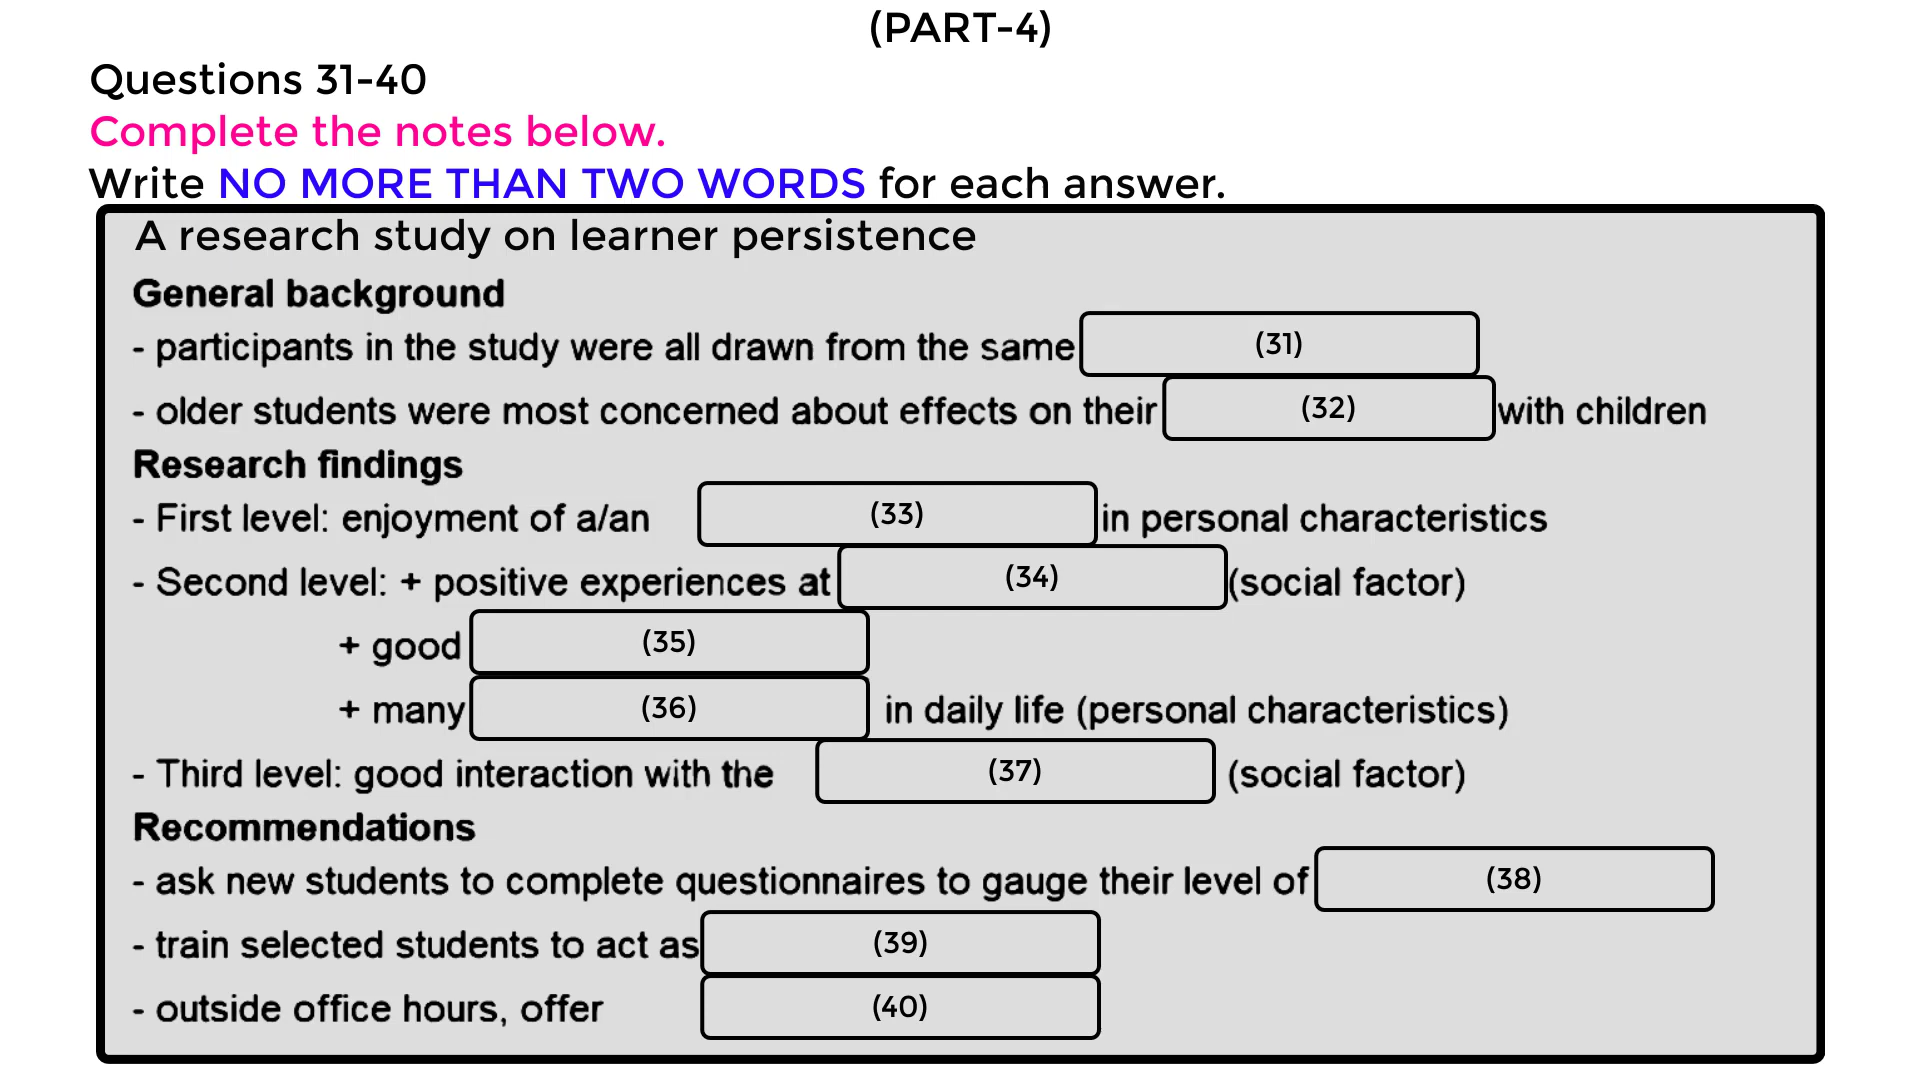 (PART-4)
Questions 31-40
Complete the notes below.
Write NO MORE THAN TWO WORDS for each answer.
A research study on learner persistence
General background
- participants in the study were all drawn from the same (31)
- older students were most concerned about effects on their (32) with children
Research findings
- First level: enjoyment of a/an (33) in personal characteristics
- Second level: + positive experiences at (34) (social factor)
+ good (35)
+ many (36) in daily life (personal characteristics)
- Third level: good interaction with the (37) (social factor)
Recommendations
- ask new students to complete questionnaires to gauge their level of (38)
- train selected students to act as (39)
- outside office hours, offer (40)